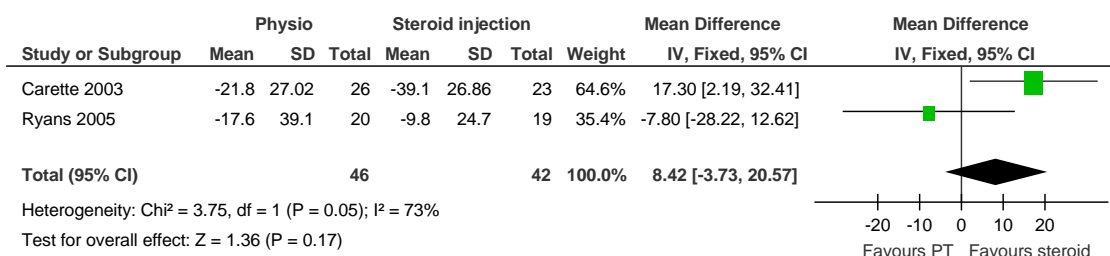 Physio Steroid injection Mean Difference Mean Difference
Study or Subgroup Mean SD Total Mean SD Total Weight IV, Fixed, 95% CI IV, Fixed, 95% CI
Carette 2003 -21.8 27.02 26 -39.1 26.86 23 64.6% 17.30 [2.19, 32.41]
Ryans 2005 -17.6 39.1 20 -9.8 24.7 19 35.4% -7.80 [-28.22, 12.62]
Total (95% CI) 46 42 100.0% 8.42 [-3.73, 20.57]
Heterogeneity: Chi² = 3.75, df = 1 (P = 0.05); I² = 73%
Test for overall effect: Z = 1.36 (P = 0.17)
-20 -10 0 10 20
Favours PT Favours steroid